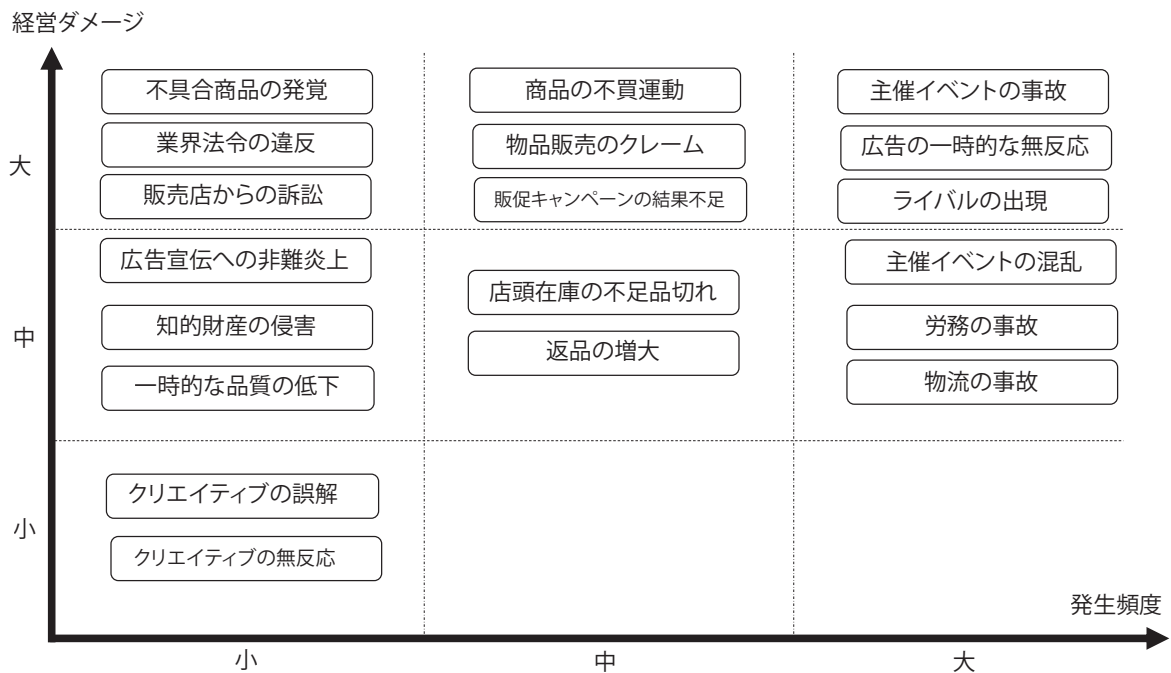 経営ダメージ
大
不具合商品の発覚
業界法令の違反
販売店からの訴訟
商品の不買運動
物品販売のクレーム
販促キャンペーンの結果不足
主催イベントの事故
広告の一時的な無反応
ライバルの出現
中
広告宣伝への非難炎上
知的財産の侵害
一時的な品質の低下
店頭在庫の不足品切れ
返品の増大
主催イベントの混乱
労務の事故
物流の事故
小
クリエイティブの誤解
クリエイティブの無反応
発生頻度
小
中
大